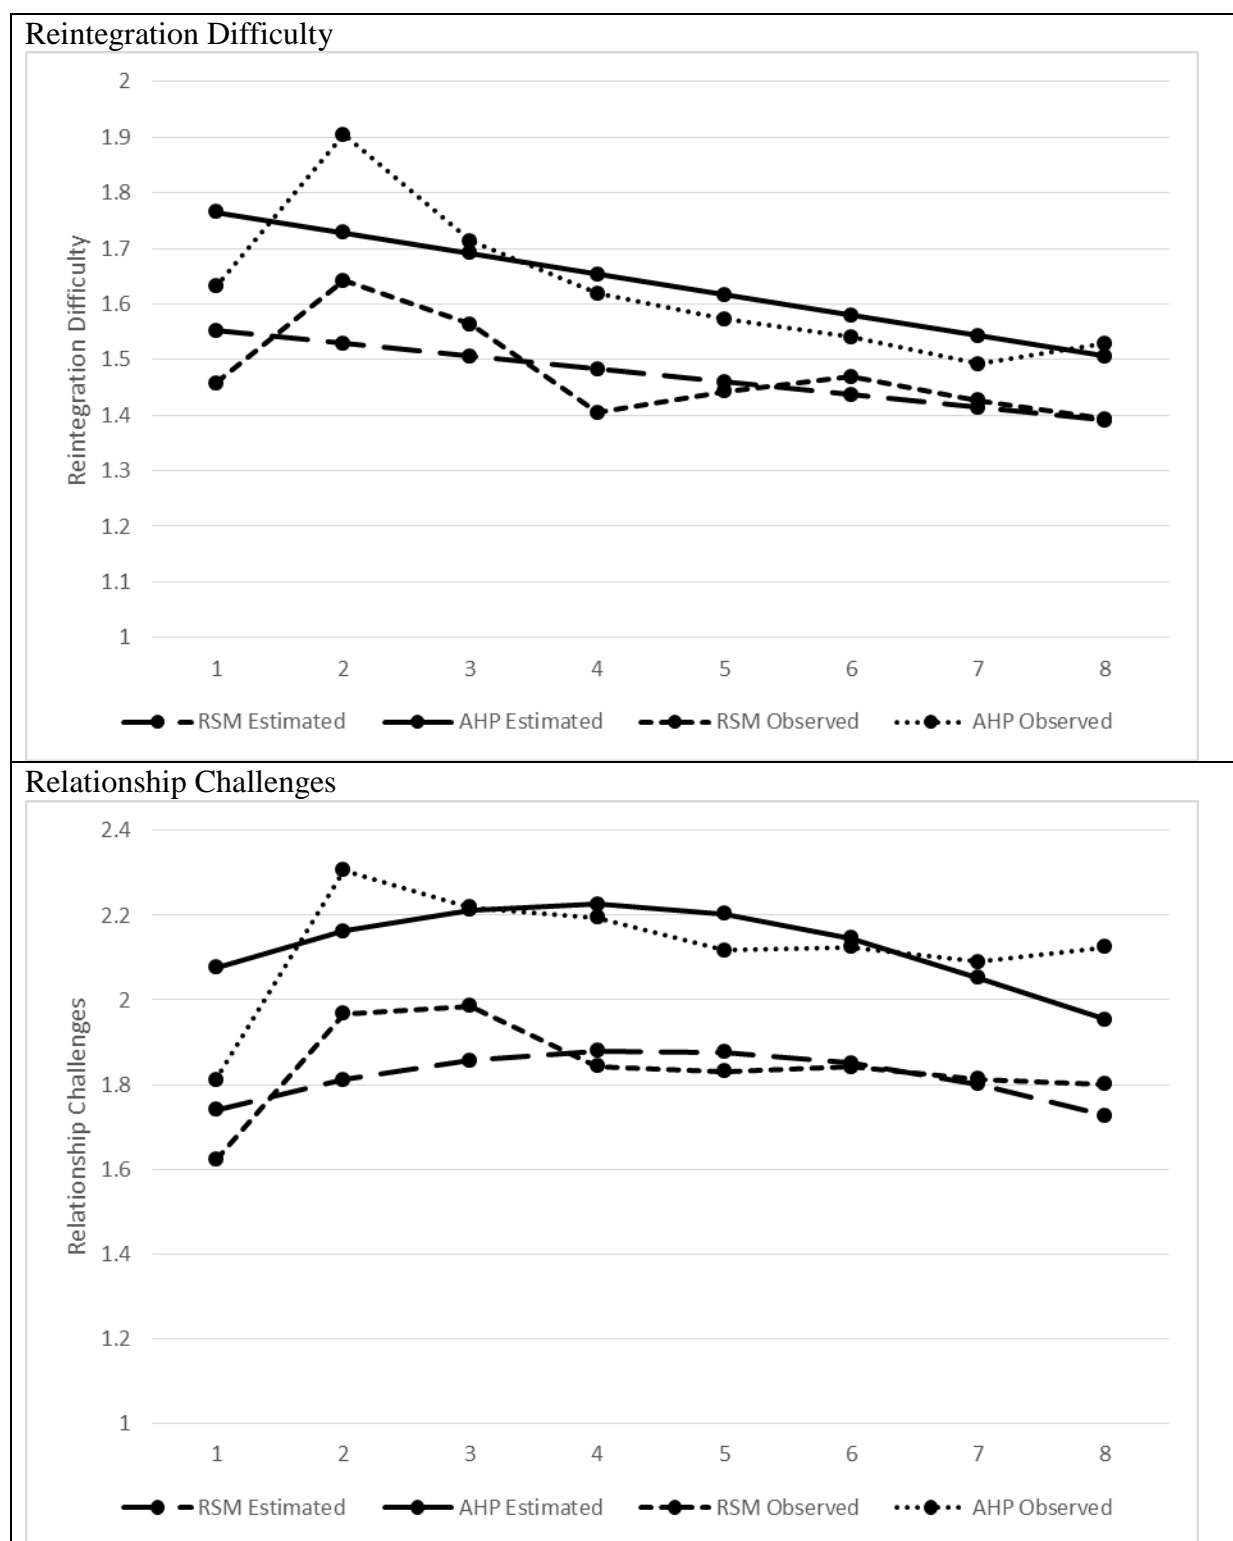 Reintegration Difficulty
2
1.9
1.8
1.7
1.6
1.5
1.4
1.3
1.2
1.1
1
Reintegration Difficulty
1 2 3 4 5 6 7 8
RSM Estimated AHP Estimated RSM Observed AHP Observed
Relationship Challenges
2.4
2.2
2
1.8
1.6
1.4
1.2
1
Relationship Challenges
1 2 3 4 5 6 7 8
RSM Estimated AHP Estimated RSM Observed AHP Observed